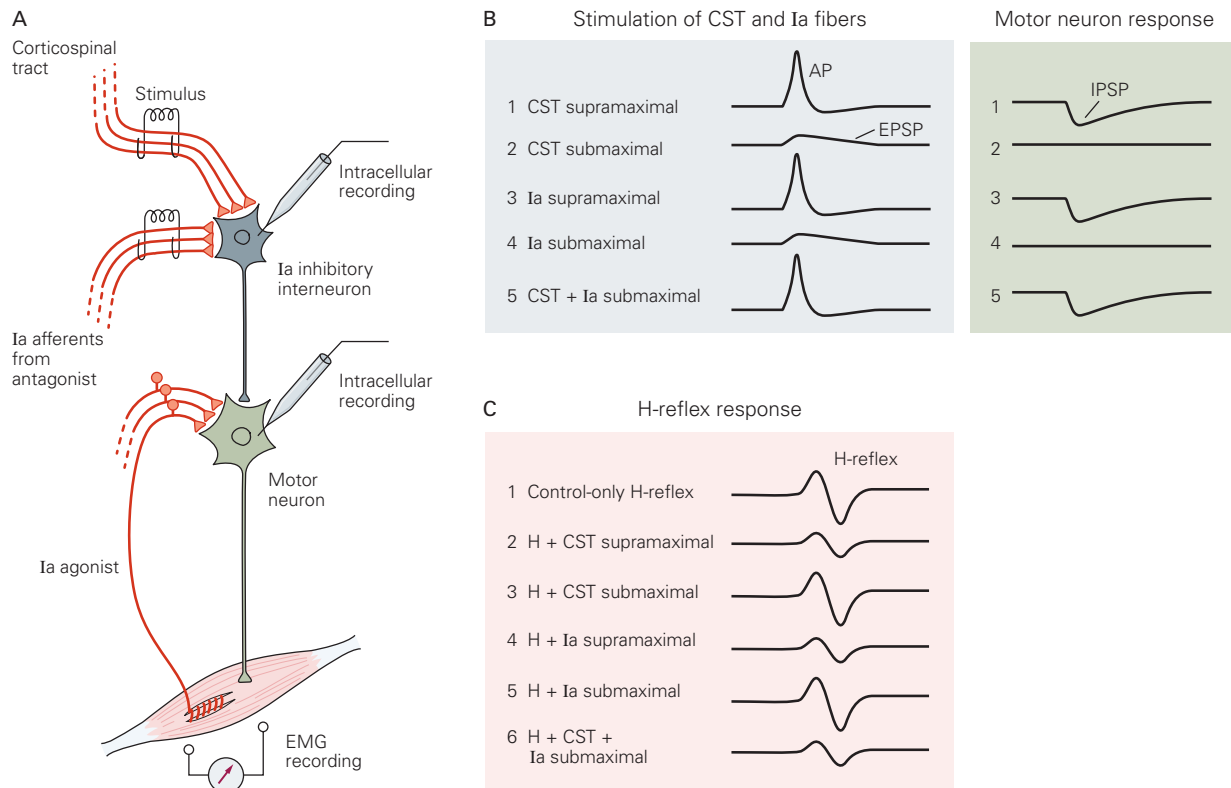 A
Corticospinal
tract
Stimulus
Intracellular
recording
Ia inhibitory
interneuron
Ia afferents
from
antagonist
Intracellular
recording
Motor
neuron
Ia agonist
EMG
recording
B
Stimulation of CST and Ia fibers
1 CST supramaximal
AP
2 CST submaximal
EPSP
3 Ia supramaximal
4 Ia submaximal
5 CST + Ia submaximal
Motor neuron response
1
IPSP
2
3
4
5
C
H-reflex response
H-reflex
1 Control-only H-reflex
2 H + CST supramaximal
3 H + CST submaximal
4 H + Ia supramaximal
5 H + Ia submaximal
6 H + CST +
Ia submaximal